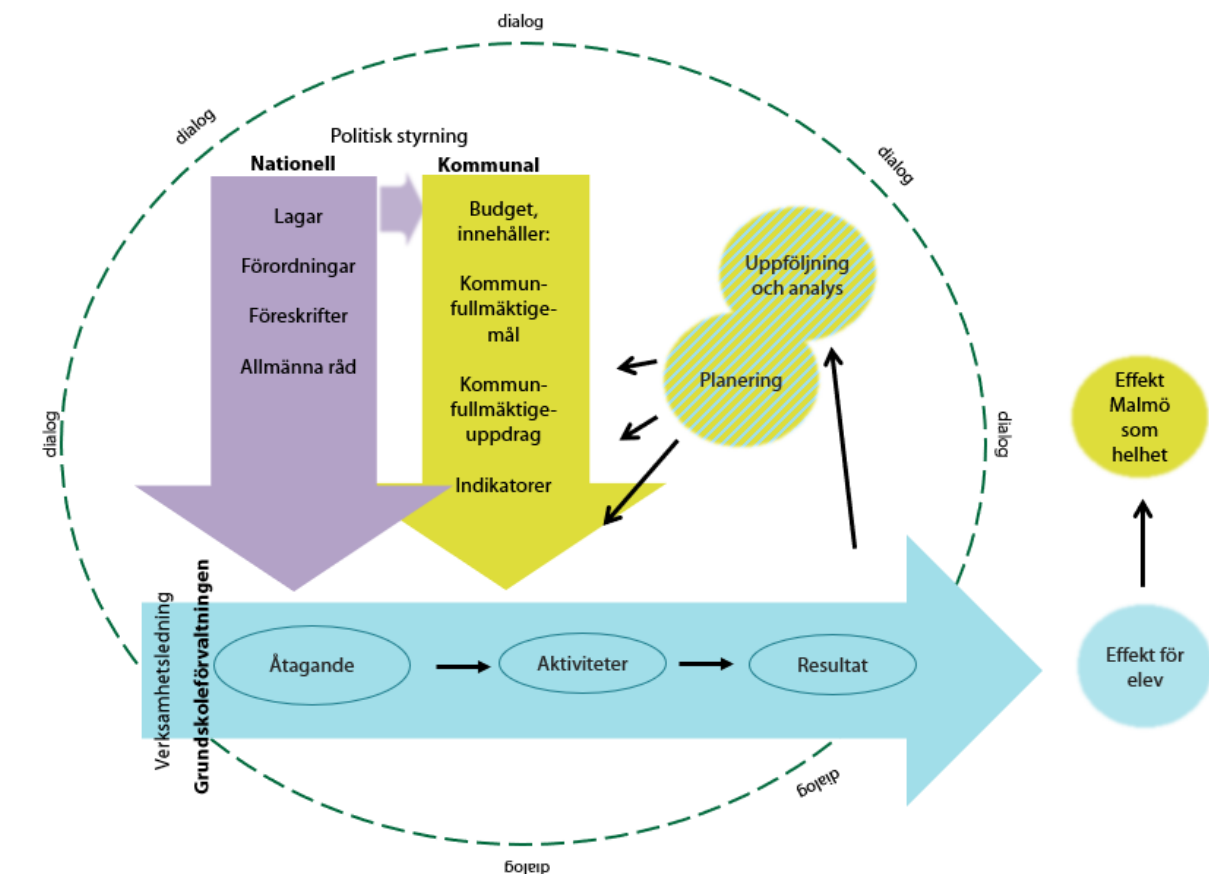 dialog
dialog
dialog
Politisk styrning
Nationell
Kommunal
Lagar
Förordningar
Föreskrifter
Allmänna råd
Budget,
innehåller:
Kommun-
fullmäktige-
mål
Kommun-
fullmäktige-
uppdrag
Indikatorer
Uppföljning
och analys
Planering
dialog
dialog
Effekt
Malmö
som
helhet
Verksamhetsledning
Grundskoleförvaltningen
Åtagande
Aktiviteter
Resultat
Effekt för
elev
dialog
dialog